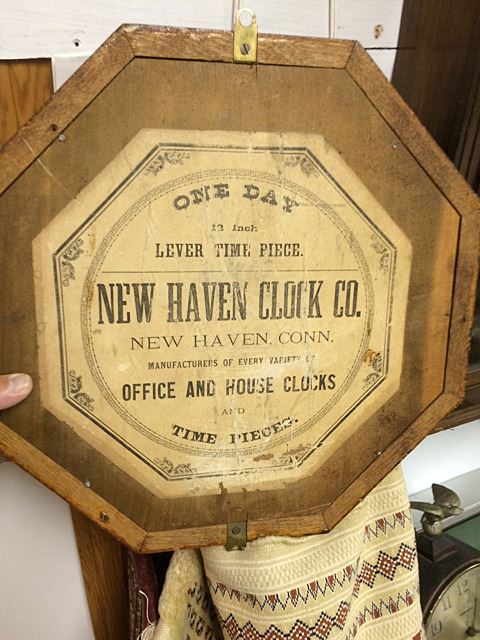 ONE DAY
12 Inch
LEVER TIME PIECE.
NEW HAVEN CLOCK CO.
NEW HAVEN, CONN.
MANUFACTURERS OF EVERY VARIETY OF
OFFICE AND HOUSE CLOCKS
AND
TIME PIECES.